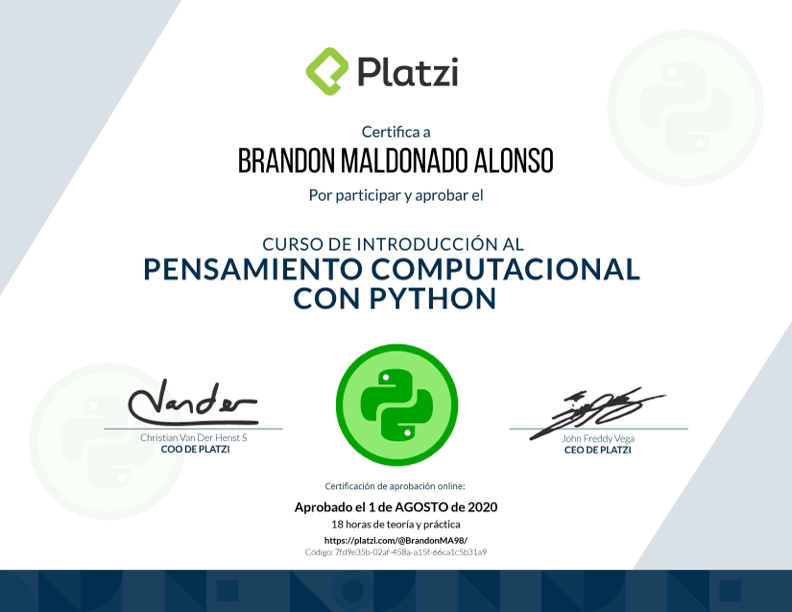 Platzi
Certifica a
BRANDON MALDONADO ALONSO
Por participar y aprobar el
CURSO DE INTRODUCCIÓN AL
PENSAMIENTO COMPUTACIONAL
CON PYTHON
Vander
Christian Van Der Henst S
COO DE PLATZI
John Freddy Vega
CEO DE PLATZI
Certificación de aprobación online:
Aprobado el 1 de AGOSTO de 2020
18 horas de teoría y práctica
https://platzi.com/@BrandonMA98/
Código: 7fd9e35b-02af-458a-a15f-66ca1c5b31a9